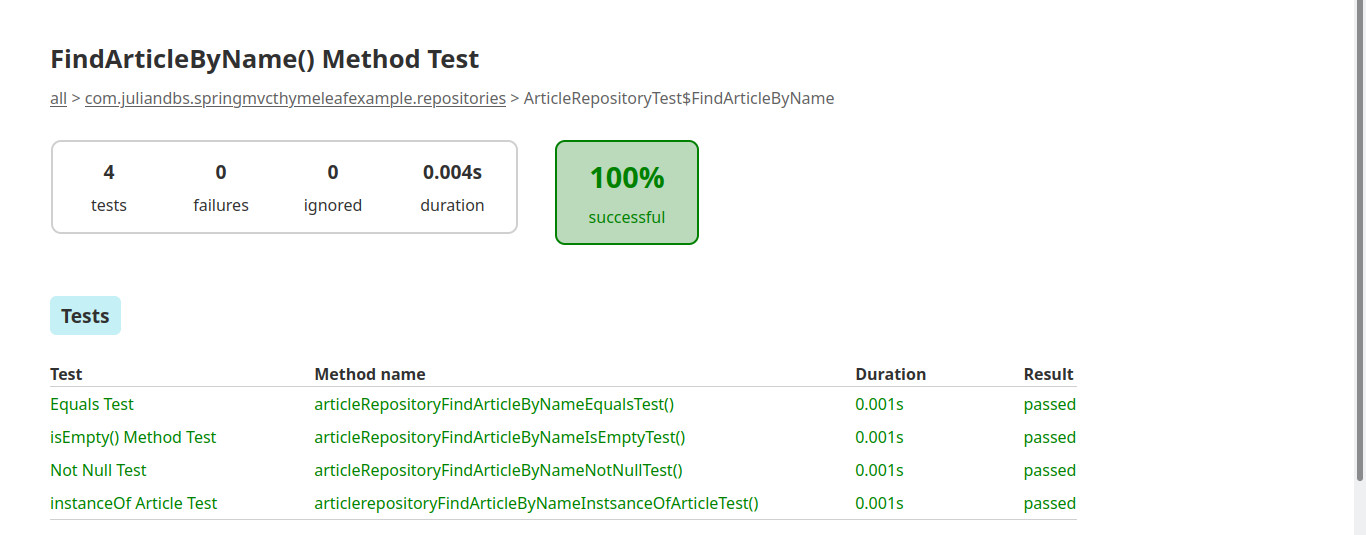 FindArticleByName() Method Test
all > com.juliandbs.springmvcthymeleafexample.repositories > ArticleRepositoryTest$FindArticleByName
4 0 0 0.004s 100%
tests failures ignored duration successful
Tests
Test Method name Duration Result
Equals Test articleRepositoryFindArticleByNameEqualsTest() 0.001s passed
isEmpty() Method Test articleRepositoryFindArticleByNameIsEmptyTest() 0.001s passed
Not Null Test articleRepositoryFindArticleByNameNotNullTest() 0.001s passed
instanceOf Article Test articlerepositoryFindArticleByNameInstsanceOfArticleTest() 0.001s passed